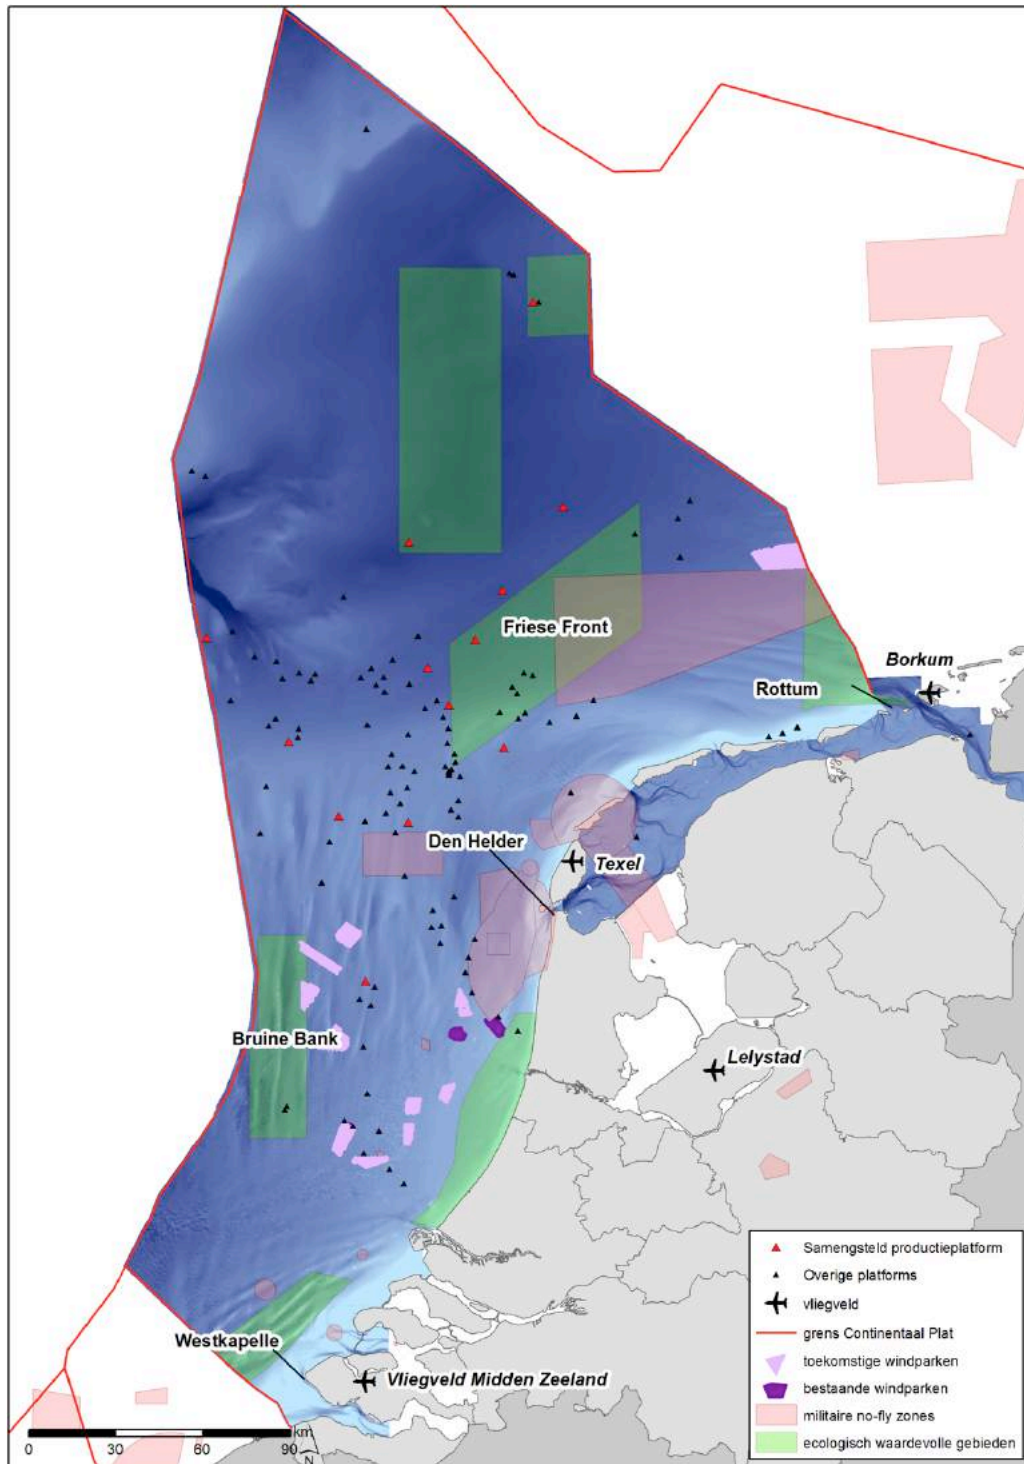 Friese Front
Borkum
Rottum
Den Helder
Texel
Bruine Bank
Lelystad
Westkapelle
Vliegveld Midden Zeeland
km
0 30 60 90
N
Samengsteld productieplatform
Overige platforms
vliegveld
grens Continentaal Plat
toekomstige windparken
bestaande windparken
militaire no-fly zones
ecologisch waardevolle gebieden